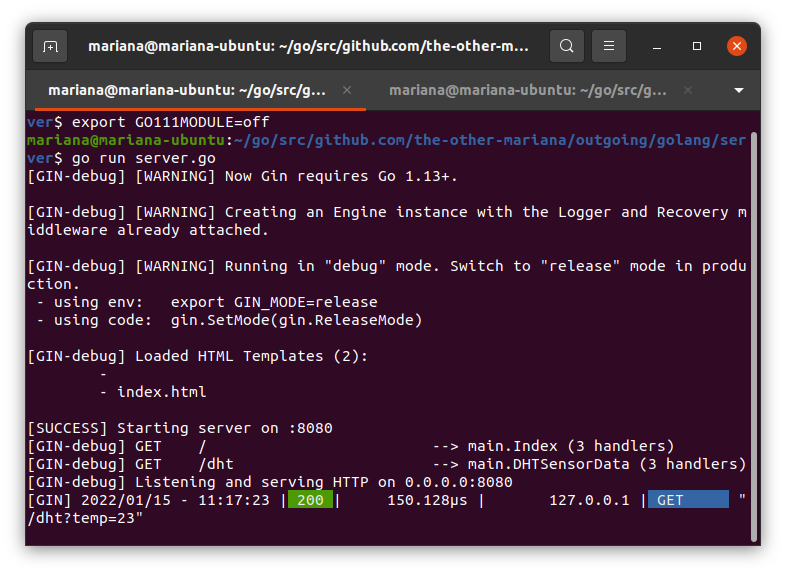 mariana@mariana-ubuntu: ~/go/src/github.com/the-other-m...
mariana@mariana-ubuntu: ~/go/src/g... × mariana@mariana-ubuntu: ~/go/src/g... ×
ver$ export GO111MODULE=off
mariana@mariana-ubuntu:~/go/src/github.com/the-other-mariana/outgoing/golang/ser
ver$ go run server.go
[GIN-debug] [WARNING] Now Gin requires Go 1.13+.
[GIN-debug] [WARNING] Creating an Engine instance with the Logger and Recovery m
iddleware already attached.
[GIN-debug] [WARNING] Running in "debug" mode. Switch to "release" mode in produ
ction.
 - using env:   export GIN_MODE=release
 - using code:  gin.SetMode(gin.ReleaseMode)
[GIN-debug] Loaded HTML Templates (2):
        -
        - index.html
[SUCCESS] Starting server on :8080
[GIN-debug] GET    /                         --> main.Index (3 handlers)
[GIN-debug] GET    /dht                      --> main.DHTSensorData (3 handlers)
[GIN-debug] Listening and serving HTTP on 0.0.0.0:8080
[GIN] 2022/01/15 - 11:17:23 | 200 |     150.128µs |       127.0.0.1 | GET      "
/dht?temp=23"